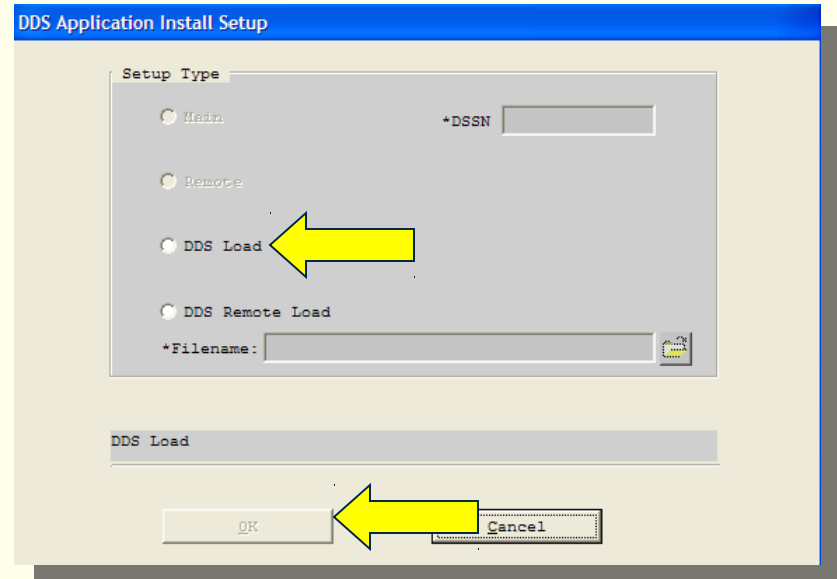 DDS Application Install Setup
Setup Type
Main
*DSSN
Remote
DDS Load
DDS Remote Load
*Filename:
DDS Load
OK
Cancel